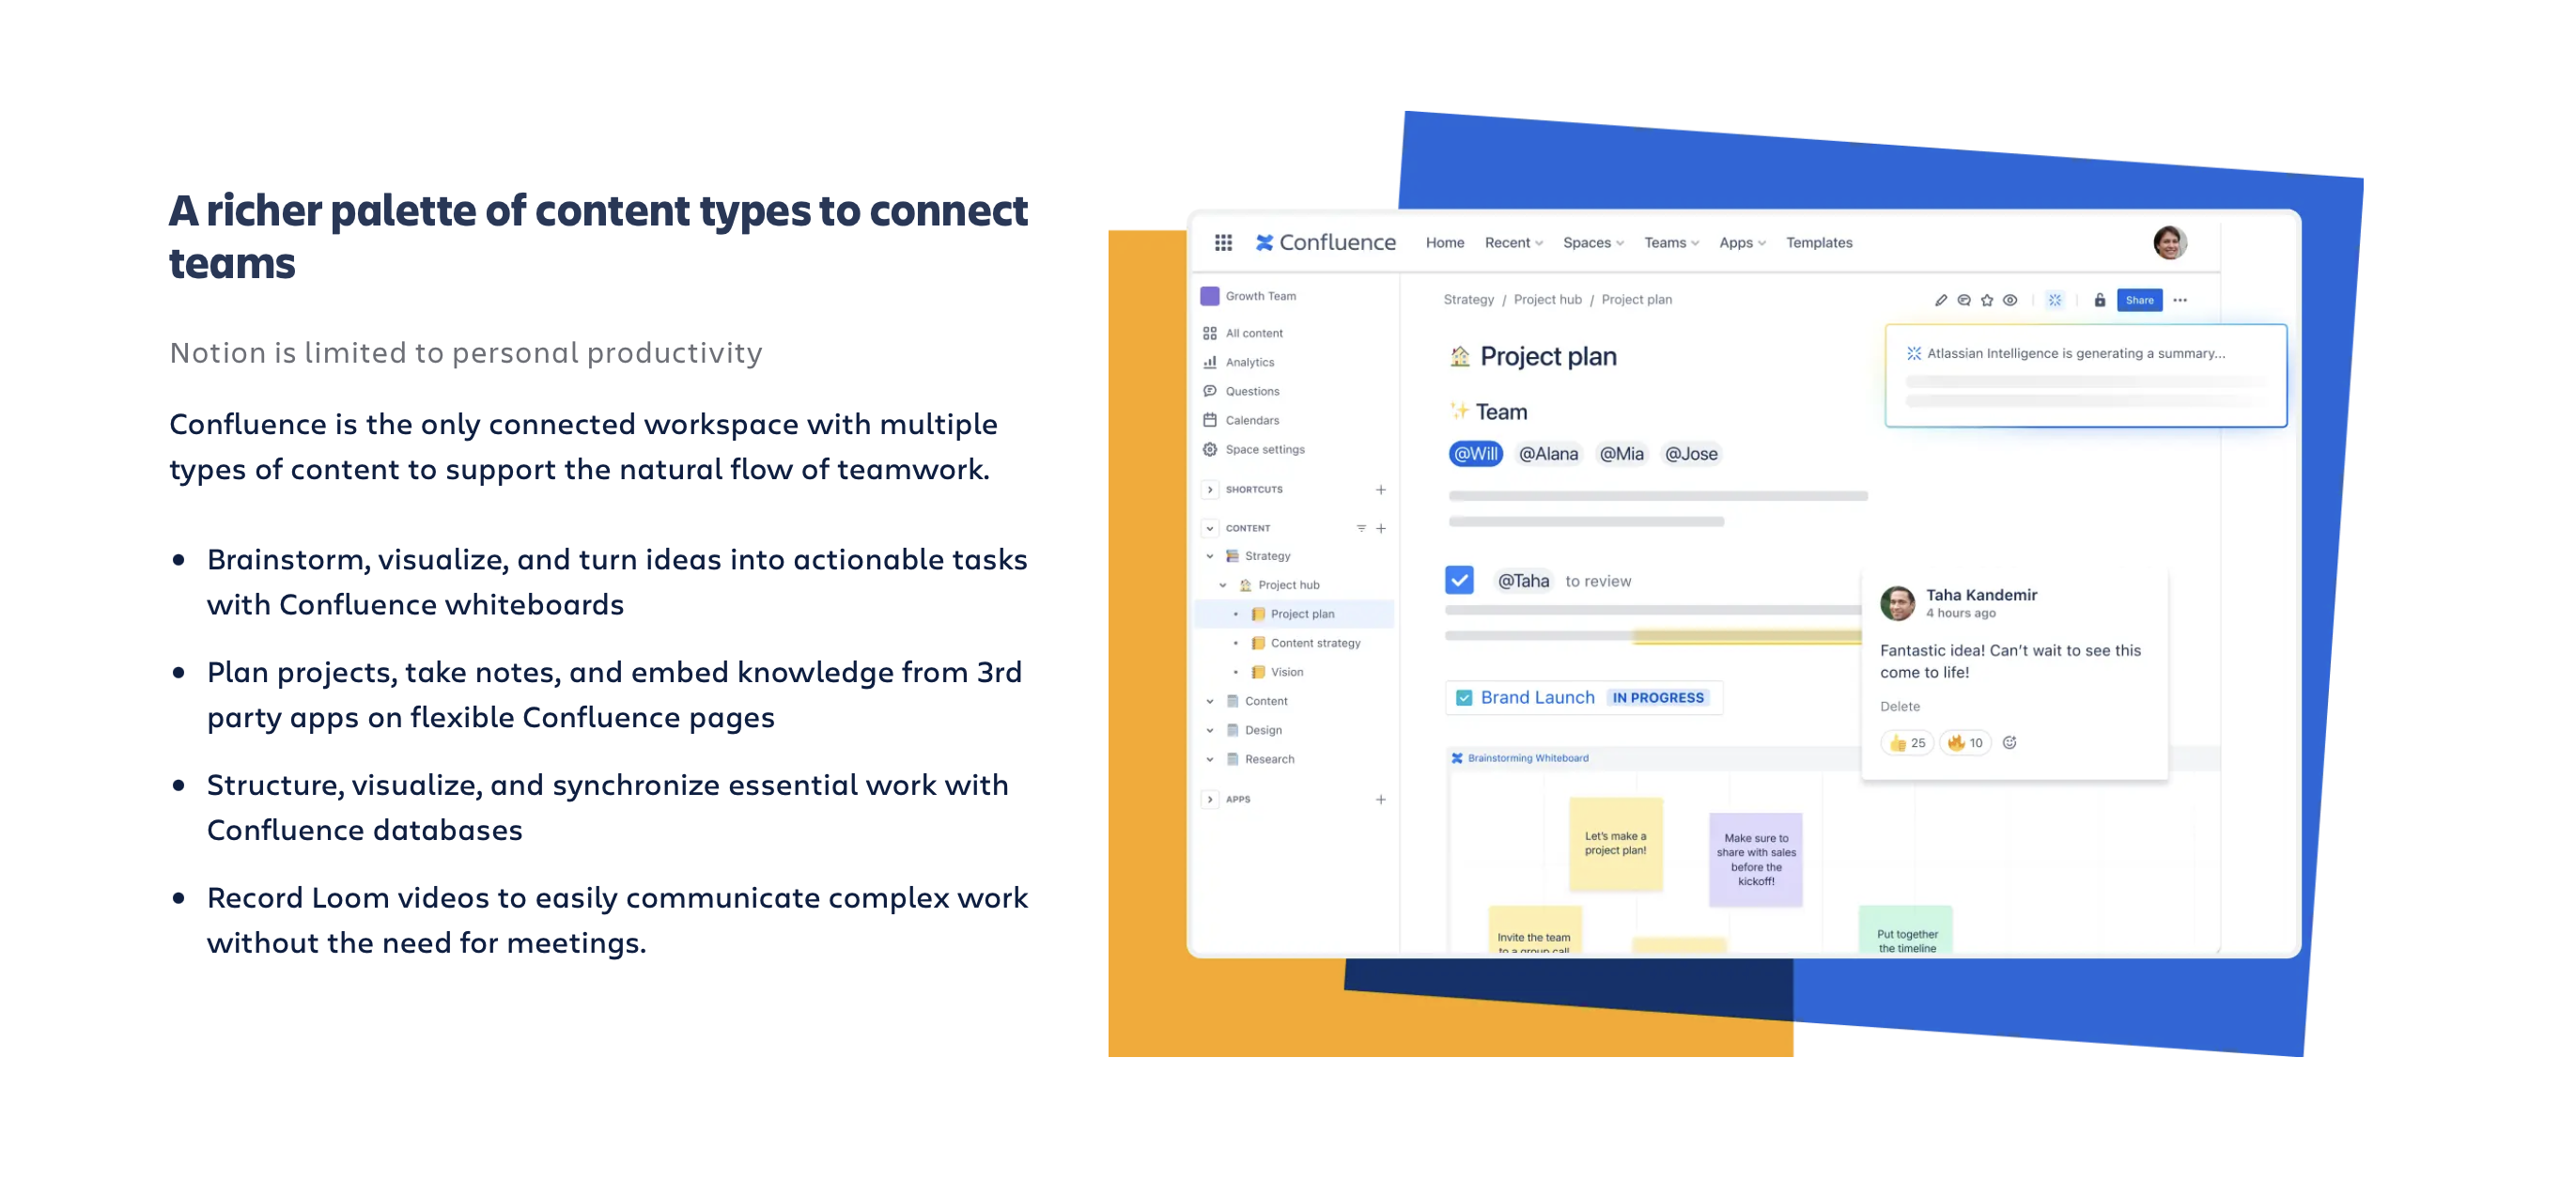 A richer palette of content types to connect
teams
Notion is limited to personal productivity
Confluence is the only connected workspace with multiple
types of content to support the natural flow of teamwork.
Brainstorm, visualize, and turn ideas into actionable tasks
with Confluence whiteboards
Plan projects, take notes, and embed knowledge from 3rd
party apps on flexible Confluence pages
Structure, visualize, and synchronize essential work with
Confluence databases
Record Loom videos to easily communicate complex work
without the need for meetings.
Confluence Home Recent Spaces Teams Apps Templates
Growth Team
All content
Analytics
Questions
Calendars
Space settings
SHORTCUTS
CONTENT
Strategy
Project hub
Project plan
Content strategy
Vision
Content
Design
Research
APPS
Strategy / Project hub / Project plan
Share
Atlassian Intelligence is generating a summary...
Project plan
Team
@Will @Alana @Mia @Jose
@Taha to review
Brand Launch IN PROGRESS
Taha Kandemir
4 hours ago
Fantastic idea! Can't wait to see this
come to life!
Delete
25 10
Brainstorming Whiteboard
Let's make a
project plan!
Make sure to
share with sales
before the
kickoff!
Invite the team
to a group call
Put together
the timeline